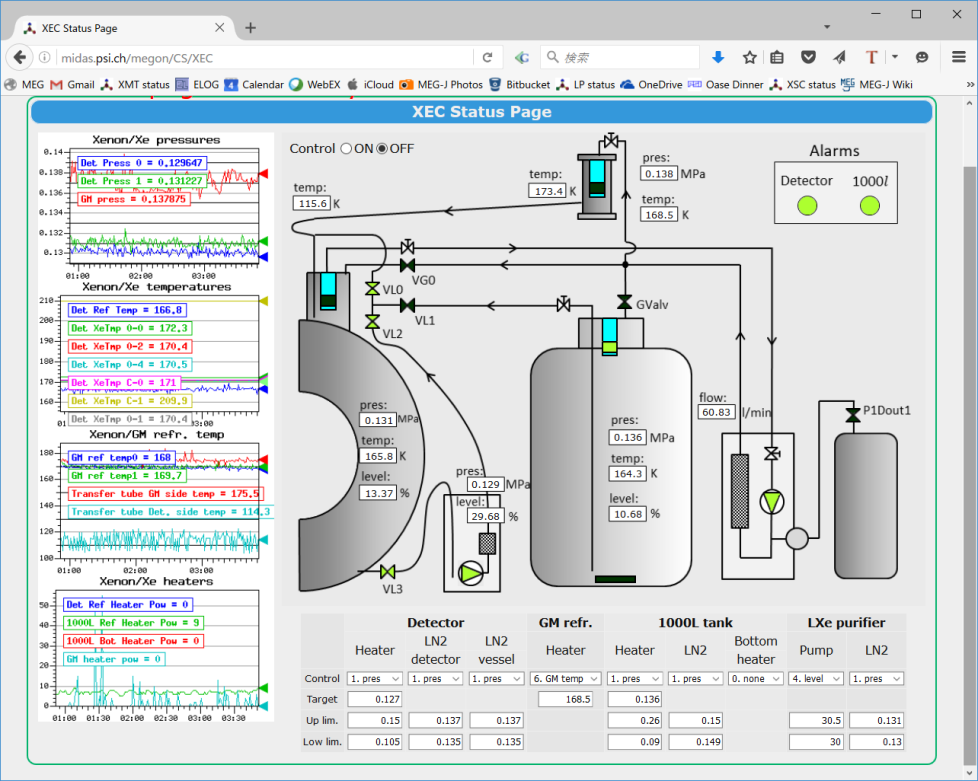 XEC Status Page
midas.psi.ch/megon/CS/XEC
検索
MEG Gmail XMT status ELOG Calendar WebEX iCloud MEG-J Photos Bitbucket LP status OneDrive Oase Dinner XSC status MEG-J Wiki
XEC Status Page
Xenon/Xe pressures
0.14
0.138
0.136
0.134
0.132
0.13
Det Press 0 = 0.129647
Det Press 1 = 0.131227
GM press = 0.137875
01:00 02:00 03:00
Xenon/Xe temperatures
210
200
190
180
170
160
Det Ref Temp = 166.8
Det XeTmp 0-0 = 172.3
Det XeTmp 0-2 = 170.4
Det XeTmp 0-4 = 170.5
Det XeTmp C-0 = 171
Det XeTmp C-1 = 209.9
Det XeTmp 0-1 = 170.4
03:00
Xenon/GM refr. temp
180
160
140
120
100
GM ref temp0 = 168
GM ref temp1 = 169.7
Transfer tube GM side temp = 175.5
Transfer tube Det. side temp = 114.3
01:00 02:00 03:00
Xenon/Xe heaters
50
40
30
20
10
0
Det Ref Heater Pow = 0
1000L Ref Heater Pow = 9
1000L Bot Heater Pow = 0
GM heater pow = 0
01:00 01:30 02:00 02:30 03:00 03:30
Control ON OFF
temp:
115.6 K
temp:
173.4 K
pres:
0.138 MPa
temp:
168.5 K
Alarms
Detector 1000l
VG0
VL0
VL1
VL2
GValv
pres:
0.131 MPa
temp:
165.8 K
level:
13.37 %
pres:
0.129 MPa
level:
29.68 %
VL3
pres:
0.136 MPa
temp:
164.3 K
level:
10.68 %
flow:
60.83 l/min
P1Dout1
Detector GM refr. 1000L tank LXe purifier
Heater LN2 detector LN2 vessel Heater Heater LN2 Bottom heater Pump LN2
Control 1. pres 1. pres 1. pres 6. GM temp 1. pres 1. pres 0. none 4. level 1. pres
Target 0.127 168.5 0.136
Up lim. 0.15 0.137 0.137 0.26 0.15 30.5 0.131
Low lim. 0.105 0.135 0.135 0.09 0.149 30 0.13